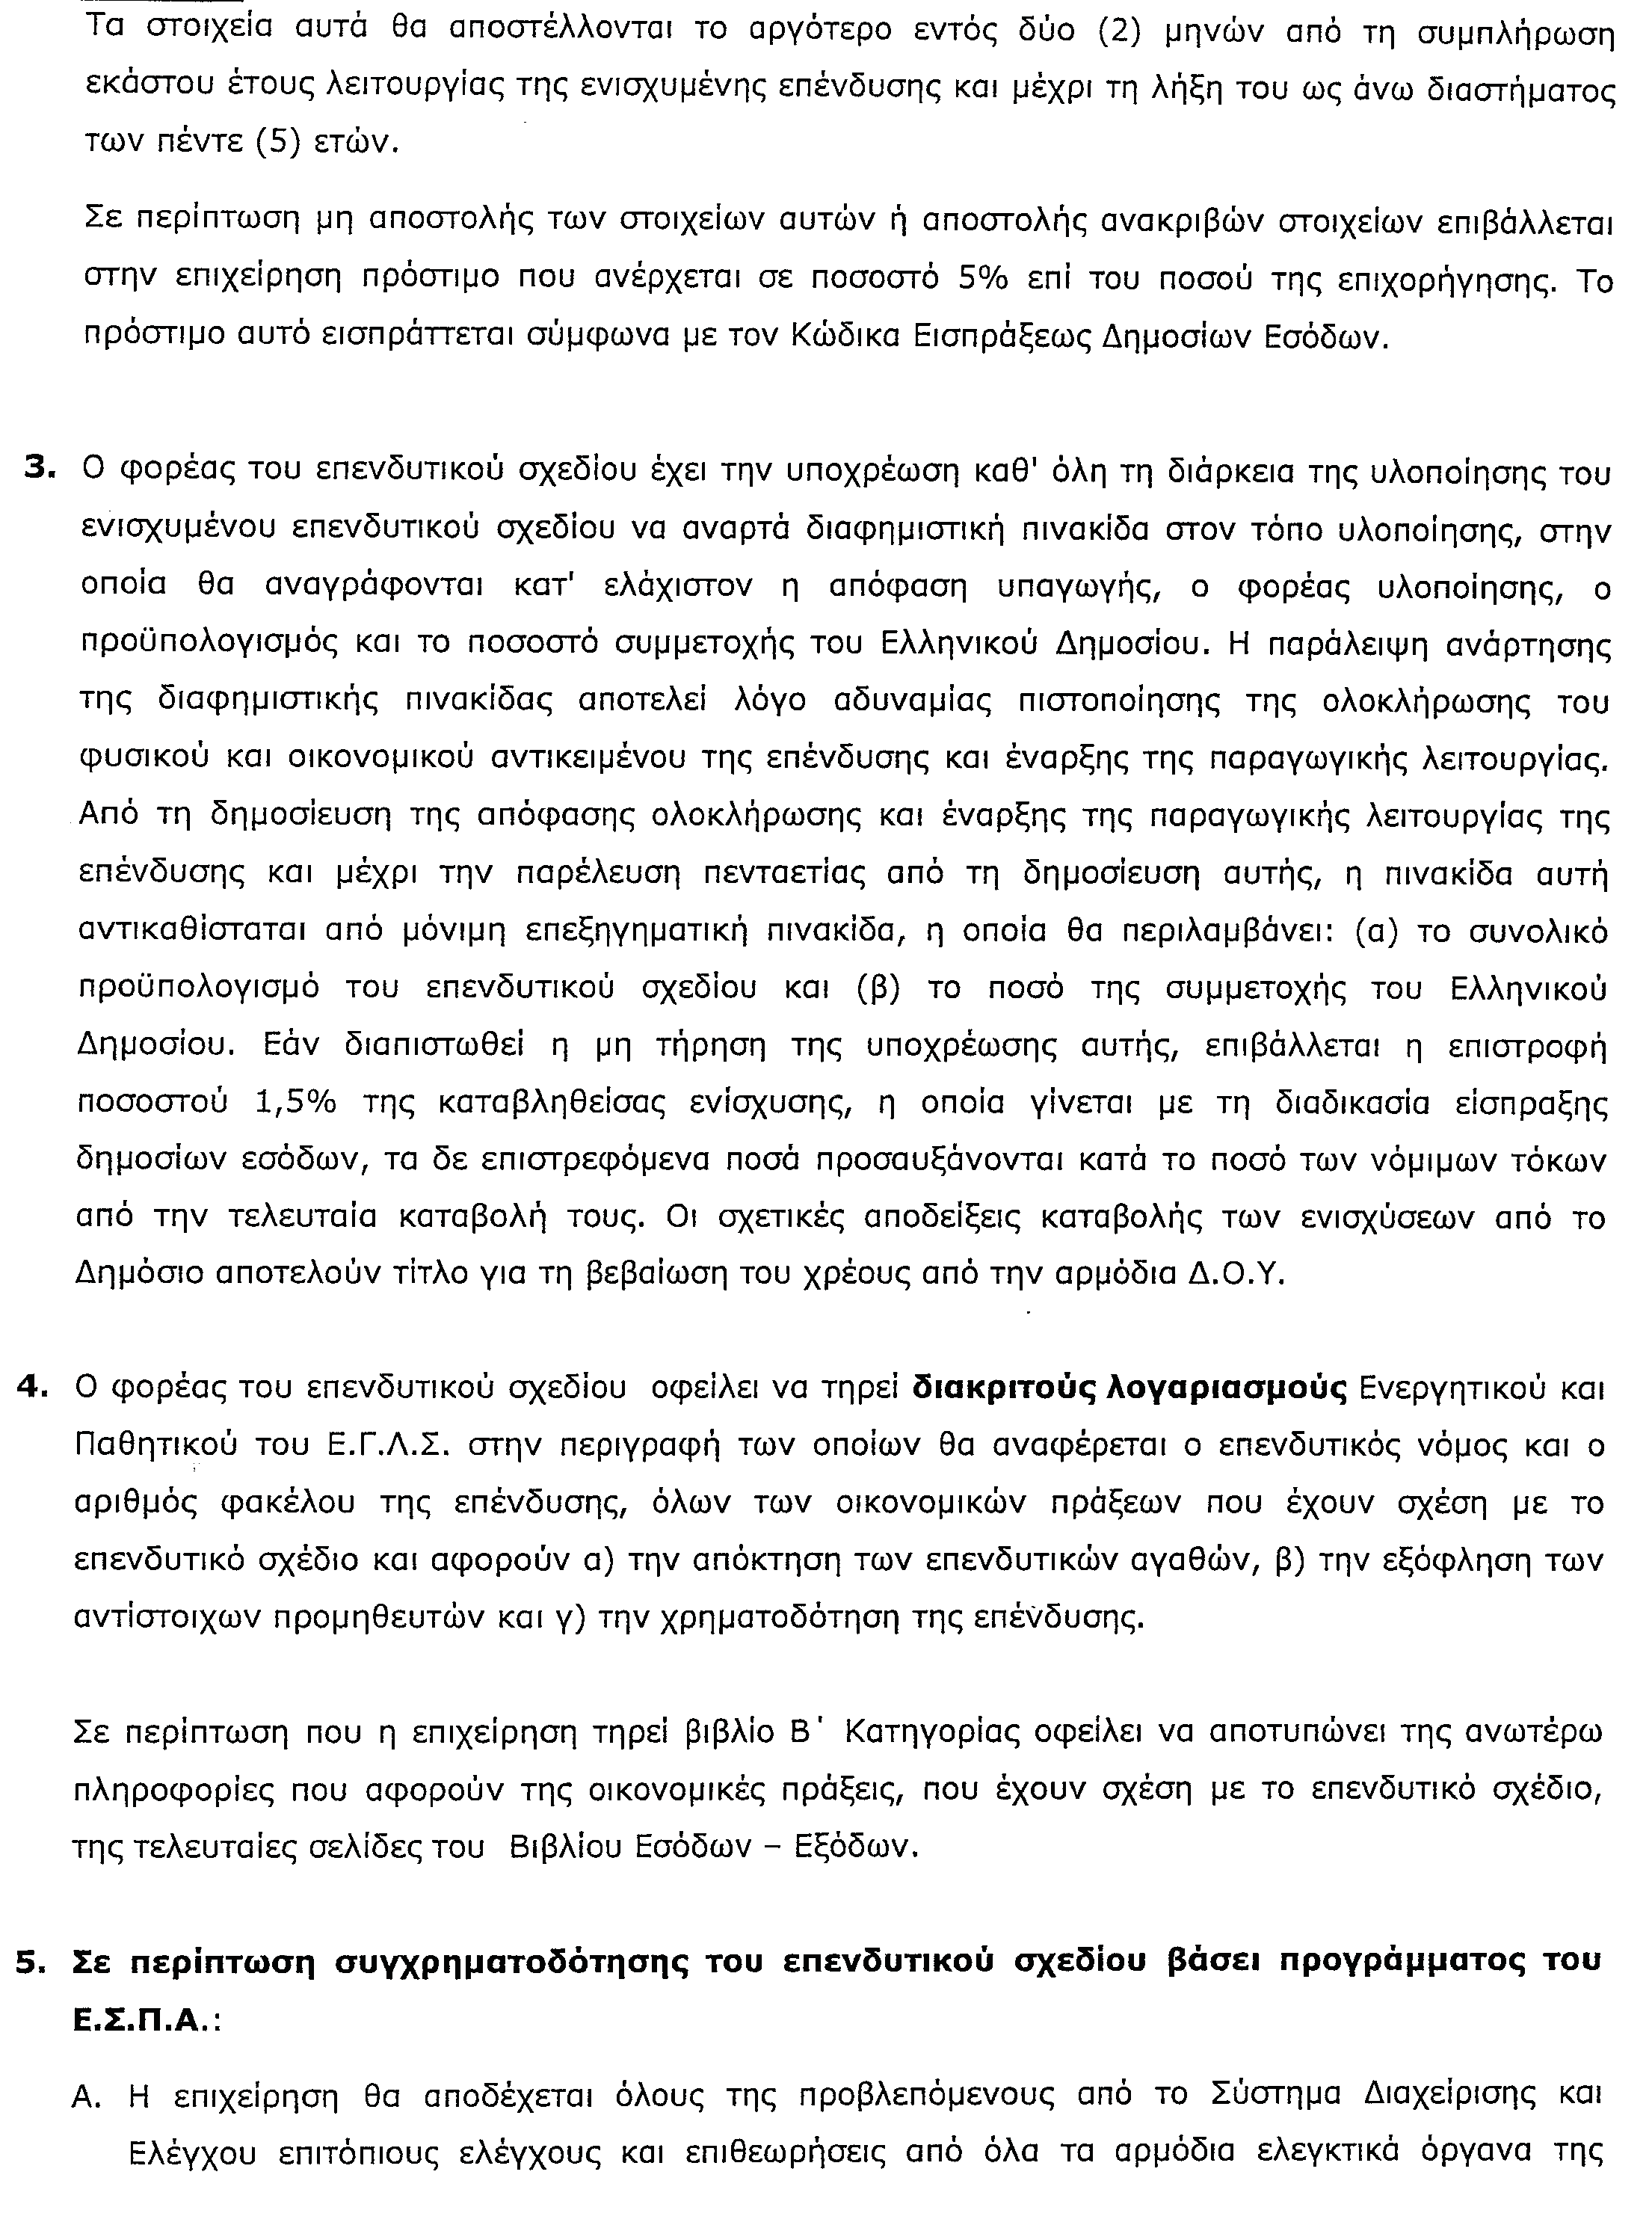 Τα στοιχεία αυτά θα αποστέλλονται το αργότερο εντός δύο (2) μηνών από τη συμπλήρωση
εκάστου έτους λειτουργίας της ενισχυμένης επένδυσης και μέχρι τη λήξη του ως άνω διαστήματος
των πέντε (5) ετών.
Σε περίπτωση μη αποστολής των στοιχείων αυτών ή αποστολής ανακριβών στοιχείων επιβάλλεται
στην επιχείρηση πρόστιμο που ανέρχεται σε ποσοστό 5% επί του ποσού της επιχορήγησης. Το
πρόστιμο αυτό εισπράττεται σύμφωνα με τον Κώδικα Εισπράξεως Δημοσίων Εσόδων.
3. Ο φορέας του επενδυτικού σχεδίου έχει την υποχρέωση καθ' όλη τη διάρκεια της υλοποίησης του
ενισχυμένου επενδυτικού σχεδίου να αναρτά διαφημιστική πινακίδα στον τόπο υλοποίησης, στην
οποία θα αναγράφονται κατ' ελάχιστον η απόφαση υπαγωγής, ο φορέας υλοποίησης, ο
προϋπολογισμός και το ποσοστό συμμετοχής του Ελληνικού Δημοσίου. Η παράλειψη ανάρτησης
της διαφημιστικής πινακίδας αποτελεί λόγο αδυναμίας πιστοποίησης της ολοκλήρωσης του
φυσικού και οικονομικού αντικειμένου της επένδυσης και έναρξης της παραγωγικής λειτουργίας.
Από τη δημοσίευση της απόφασης ολοκλήρωσης και έναρξης της παραγωγικής λειτουργίας της
επένδυσης και μέχρι την παρέλευση πενταετίας από τη δημοσίευση αυτής, η πινακίδα αυτή
αντικαθίσταται από μόνιμη επεξηγηματική πινακίδα, η οποία θα περιλαμβάνει: (α) το συνολικό
προϋπολογισμό του επενδυτικού σχεδίου και (β) το ποσό της συμμετοχής του Ελληνικού
Δημοσίου. Εάν διαπιστωθεί η μη τήρηση της υποχρέωσης αυτής, επιβάλλεται η επιστροφή
ποσοστού 1,5% της καταβληθείσας ενίσχυσης, η οποία γίνεται με τη διαδικασία είσπραξης
δημοσίων εσόδων, τα δε επιστρεφόμενα ποσά προσαυξάνονται κατά το ποσό των νόμιμων τόκων
από την τελευταία καταβολή τους. Οι σχετικές αποδείξεις καταβολής των ενισχύσεων από το
Δημόσιο αποτελούν τίτλο για τη βεβαίωση του χρέους από την αρμόδια Δ.Ο.Υ.
4. Ο φορέας του επενδυτικού σχεδίου οφείλει να τηρεί διακριτούς λογαριασμούς Ενεργητικού και
Παθητικού του Ε.Γ.Λ.Σ. στην περιγραφή των οποίων θα αναφέρεται ο επενδυτικός νόμος και ο
αριθμός φακέλου της επένδυσης, όλων των οικονομικών πράξεων που έχουν σχέση με το
επενδυτικό σχέδιο και αφορούν α) την απόκτηση των επενδυτικών αγαθών, β) την εξόφληση των
αντίστοιχων προμηθευτών και γ) την χρηματοδότηση της επένδυσης.
Σε περίπτωση που η επιχείρηση τηρεί βιβλίο Β΄ Κατηγορίας οφείλει να αποτυπώνει της ανωτέρω
πληροφορίες που αφορούν της οικονομικές πράξεις, που έχουν σχέση με το επενδυτικό σχέδιο,
της τελευταίες σελίδες του Βιβλίου Εσόδων – Εξόδων.
5. Σε περίπτωση συγχρηματοδότησης του επενδυτικού σχεδίου βάσει προγράμματος του
Ε.Σ.Π.Α.:
Α. Η επιχείρηση θα αποδέχεται όλους της προβλεπόμενους από το Σύστημα Διαχείρισης και
Ελέγχου επιτόπιους ελέγχους και επιθεωρήσεις από όλα τα αρμόδια ελεγκτικά όργανα της